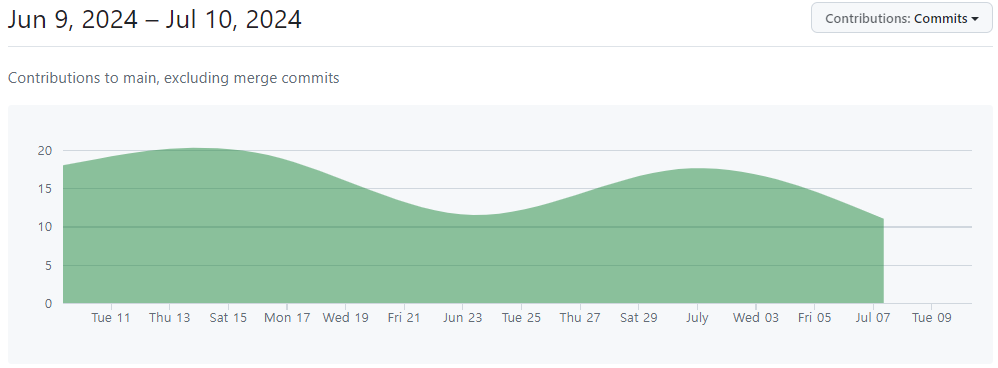 Jun 9, 2024 – Jul 10, 2024
Contributions: Commits
Contributions to main, excluding merge commits
20
15
10
5
0
Tue 11 Thu 13 Sat 15 Mon 17 Wed 19 Fri 21 Jun 23 Tue 25 Thu 27 Sat 29 July Wed 03 Fri 05 Jul 07 Tue 09